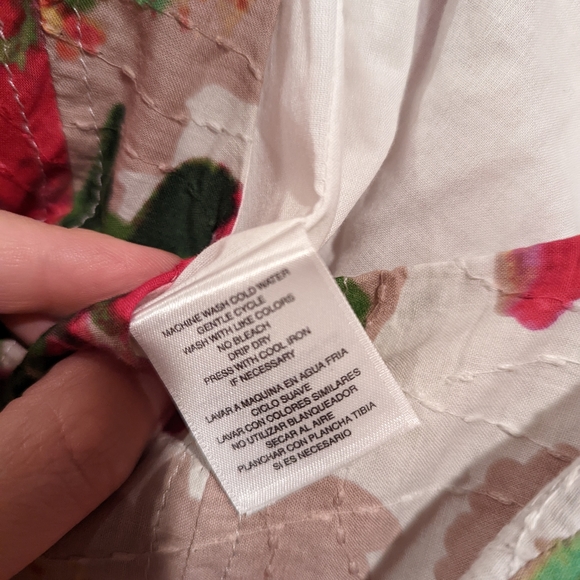 MACHINE WASH COLD WATER
GENTLE CYCLE
WASH WITH LIKE COLORS
NO BLEACH
DRIP DRY
PRESS WITH COOL IRON
IF NECESSARY
LAVAR A MAQUINA EN AGUA FRIA
CICLO SUAVE
LAVAR CON COLORES SIMILARES
NO UTILIZAR BLANQUEADOR
SECAR AL AIRE
PLANCHAR CON PLANCHA TIBIA
SI ES NECESARIO